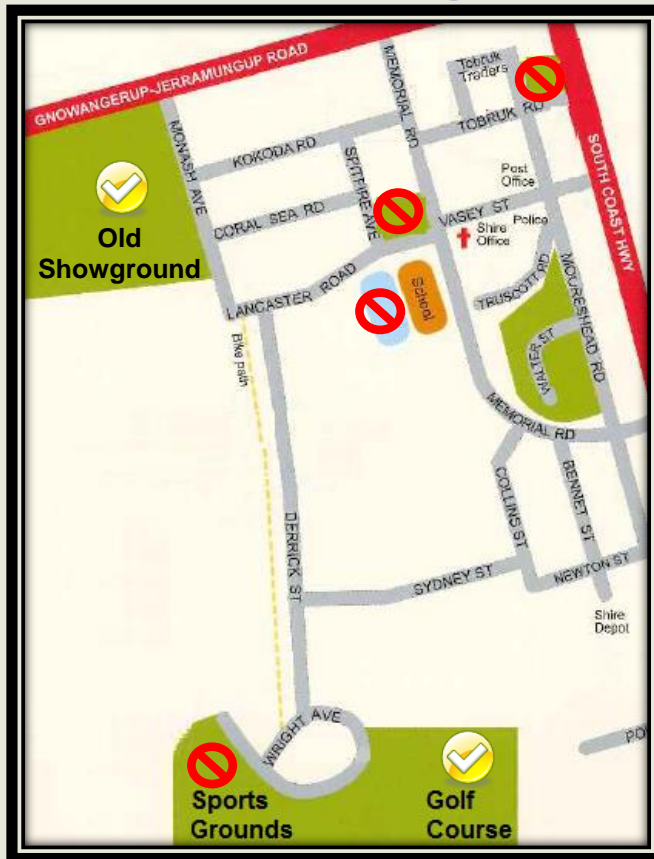 GNOWANGERUP-JERRAMUNGUP ROAD
MEMORIAL RD
Tobruk
Traders
TOBRUK RD
SOUTH COAST HWY
MONASH AVE
KOKODA RD
SPITFIRE AVE
Post
Office
CORAL SEA RD
VASEY ST
Police
Shire
Office
Old
Showground
LANCASTER ROAD
School
TRUSCOTT RD
MOURESHEAD RD
WALTER ST
Bike path
MEMORIAL RD
COLLINS ST
BENNET ST
DERRICK ST
SYDNEY ST
NEWTON ST
Shire
Depot
WRIGHT AVE
PO
Sports
Grounds
Golf
Course